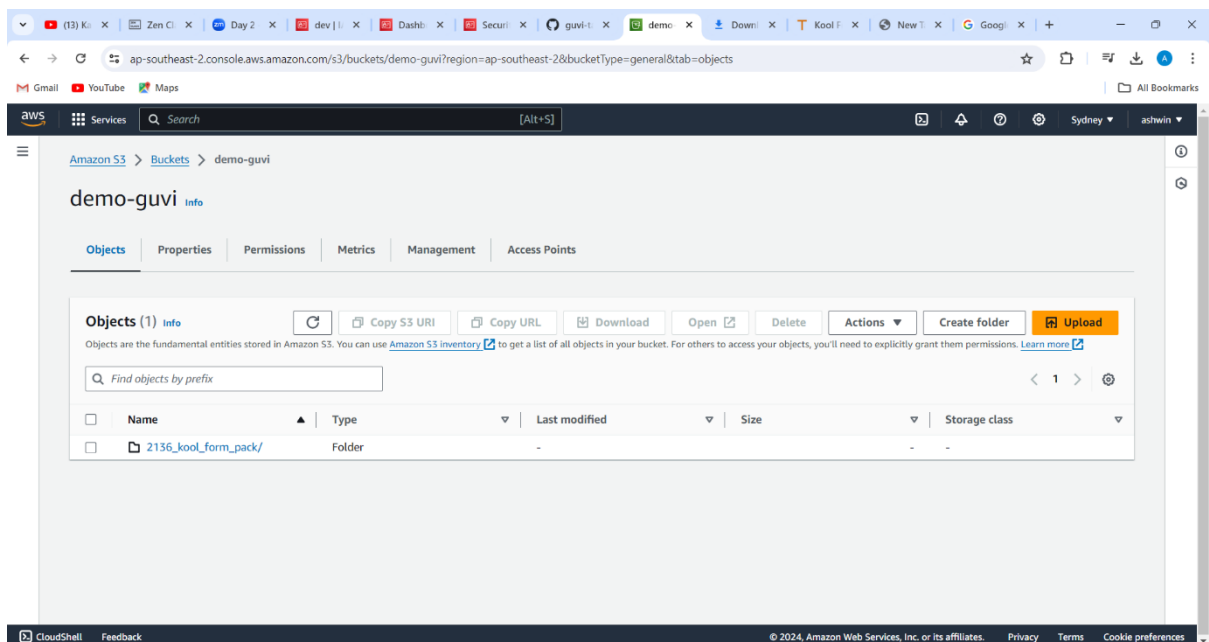 (13) Ka Zen Cl Day 2 dev | I Dashb Securi guvi-t demo- Downl Kool F New T Googl
ap-southeast-2.console.aws.amazon.com/s3/buckets/demo-guvi?region=ap-southeast-2&bucketType=general&tab=objects A
Gmail YouTube Maps All Bookmarks
aws Services Search [Alt+S] Sydney ▼ ashwin ▼
Amazon S3 > Buckets > demo-guvi
demo-guvi Info
Objects Properties Permissions Metrics Management Access Points
Objects (1) Info Copy S3 URI Copy URL Download Open Delete Actions ▼ Create folder Upload
Objects are the fundamental entities stored in Amazon S3. You can use Amazon S3 inventory to get a list of all objects in your bucket. For others to access your objects, you'll need to explicitly grant them permissions. Learn more
Find objects by prefix < 1 >
Name Type Last modified Size Storage class
2136_kool_form_pack/ Folder - - -
CloudShell Feedback © 2024, Amazon Web Services, Inc. or its affiliates. Privacy Terms Cookie preferences